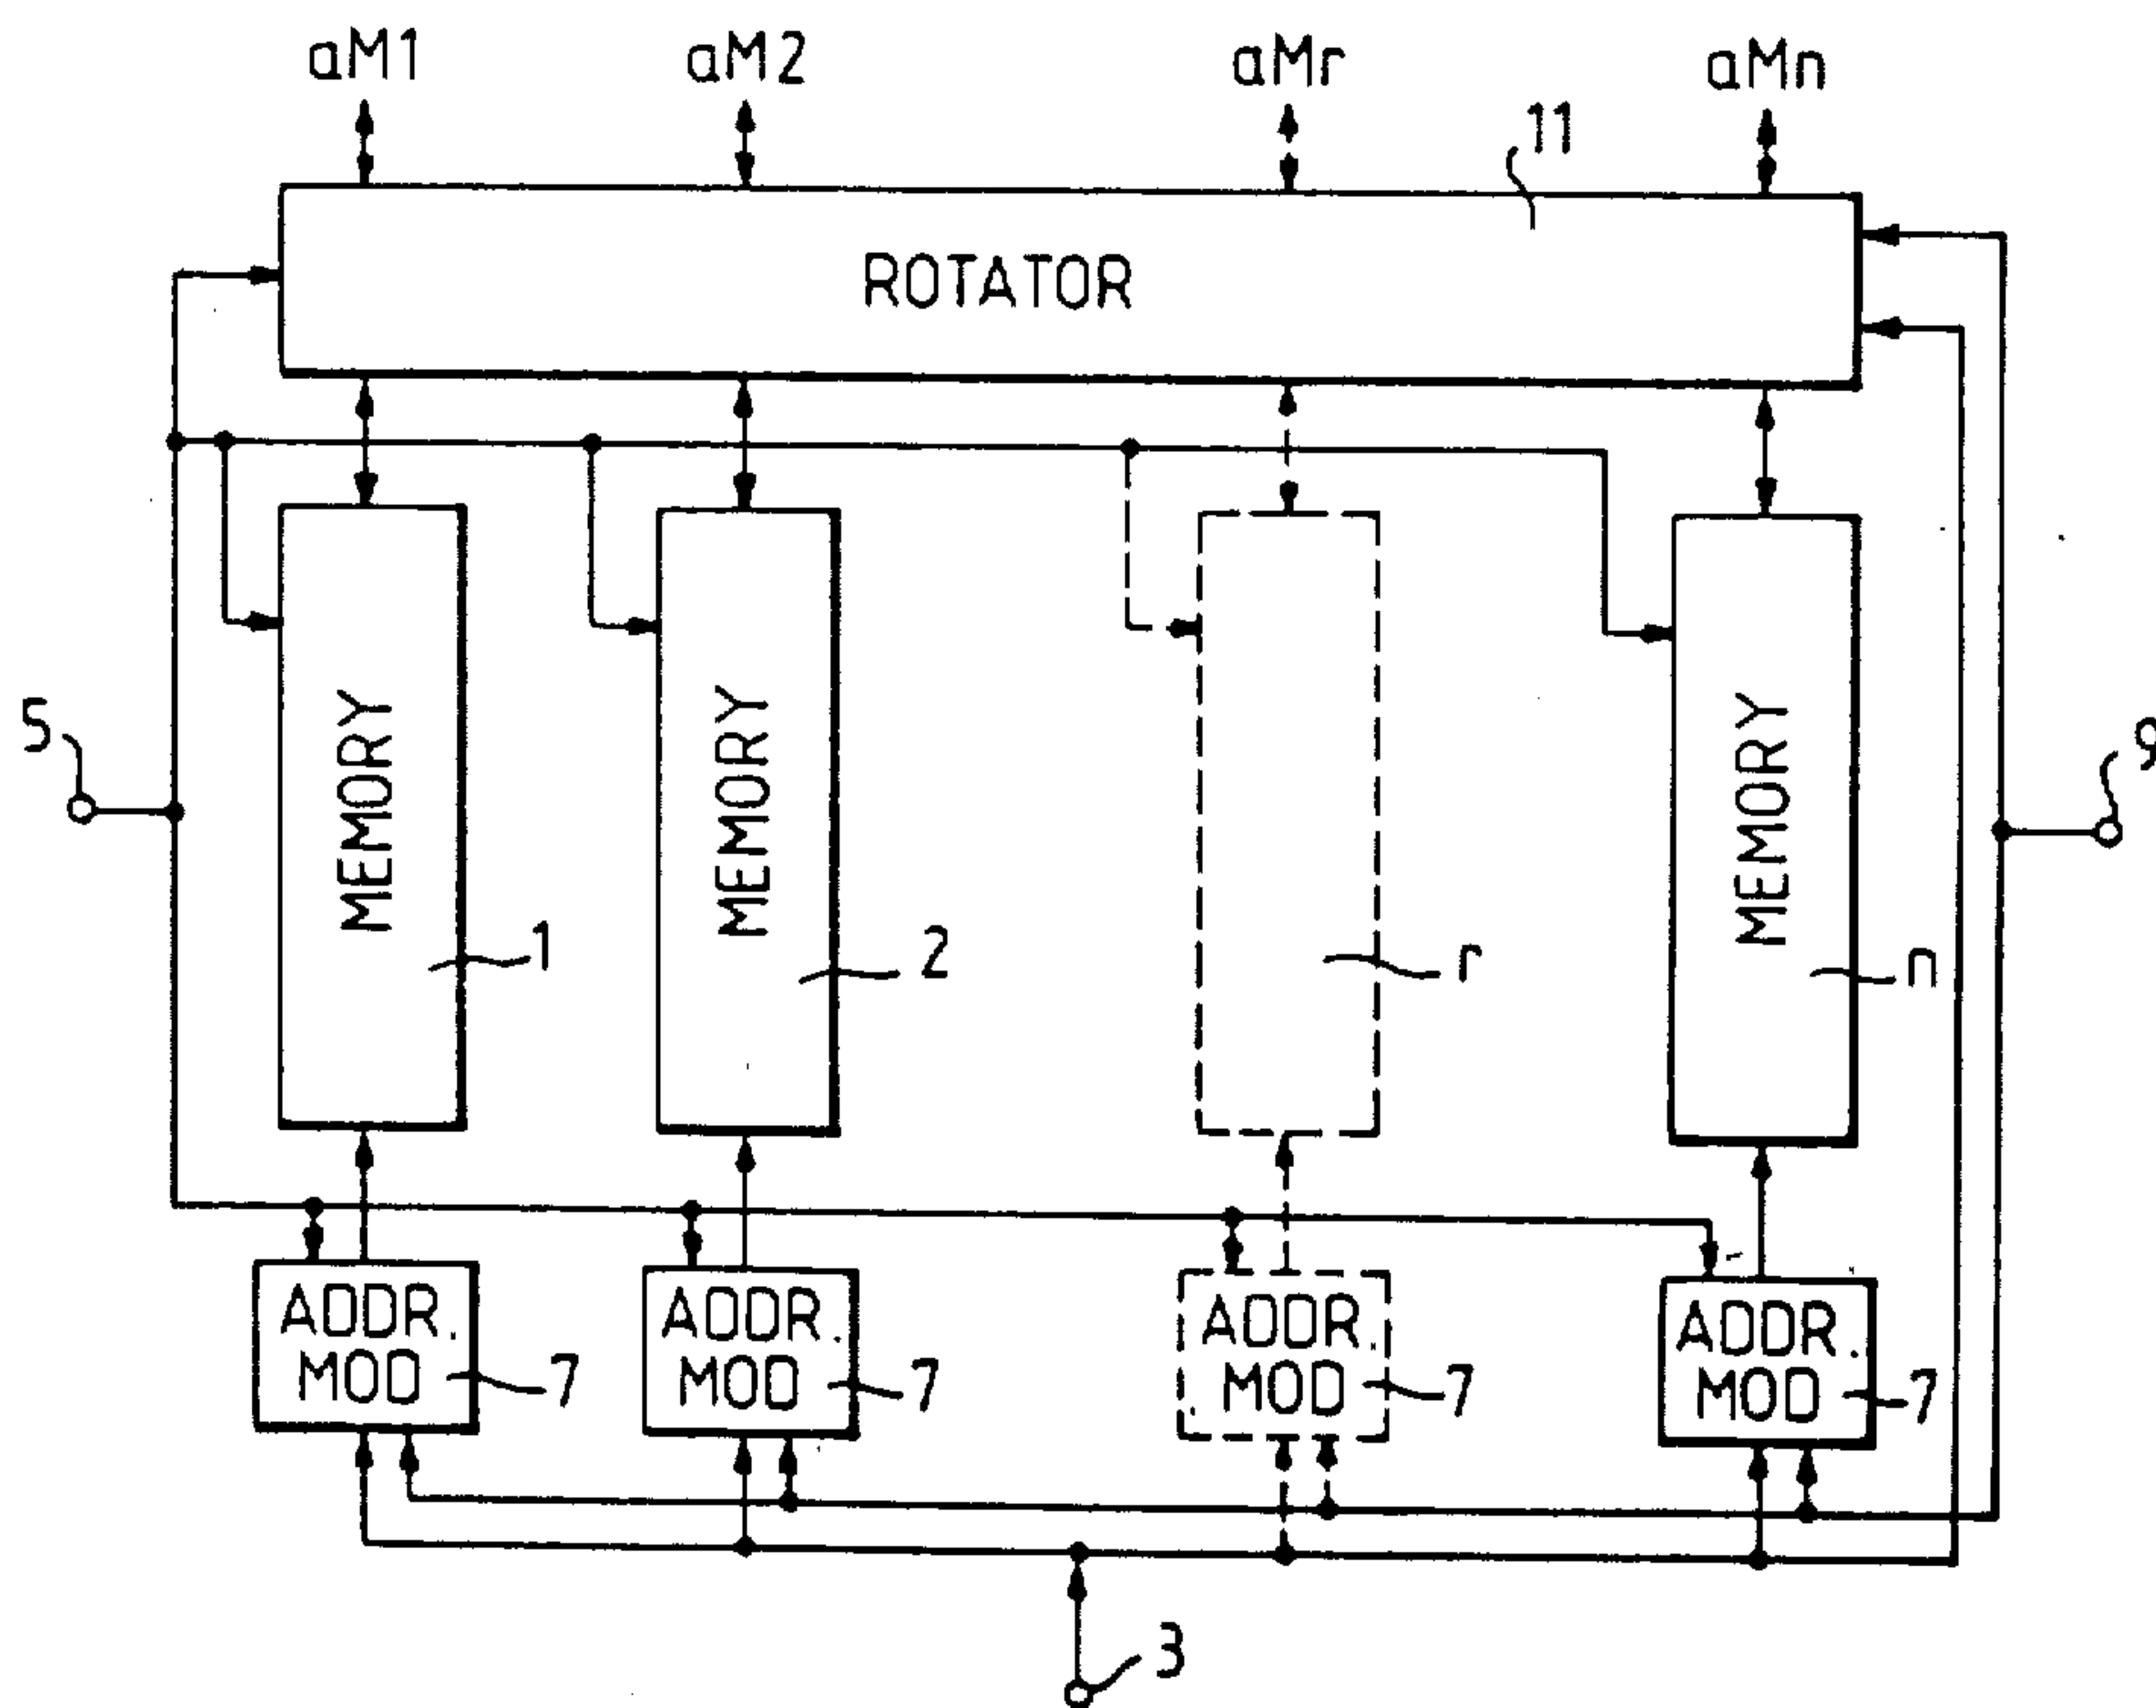 aM1 aM2 aMr aMn
11
ROTATOR
5
MEMORY
MEMORY
MEMORY
9
1
2
r
n
ADDR.
MOD
7
ADDR.
MOD
7
ADDR.
MOD
7
ADDR.
MOD
7
3